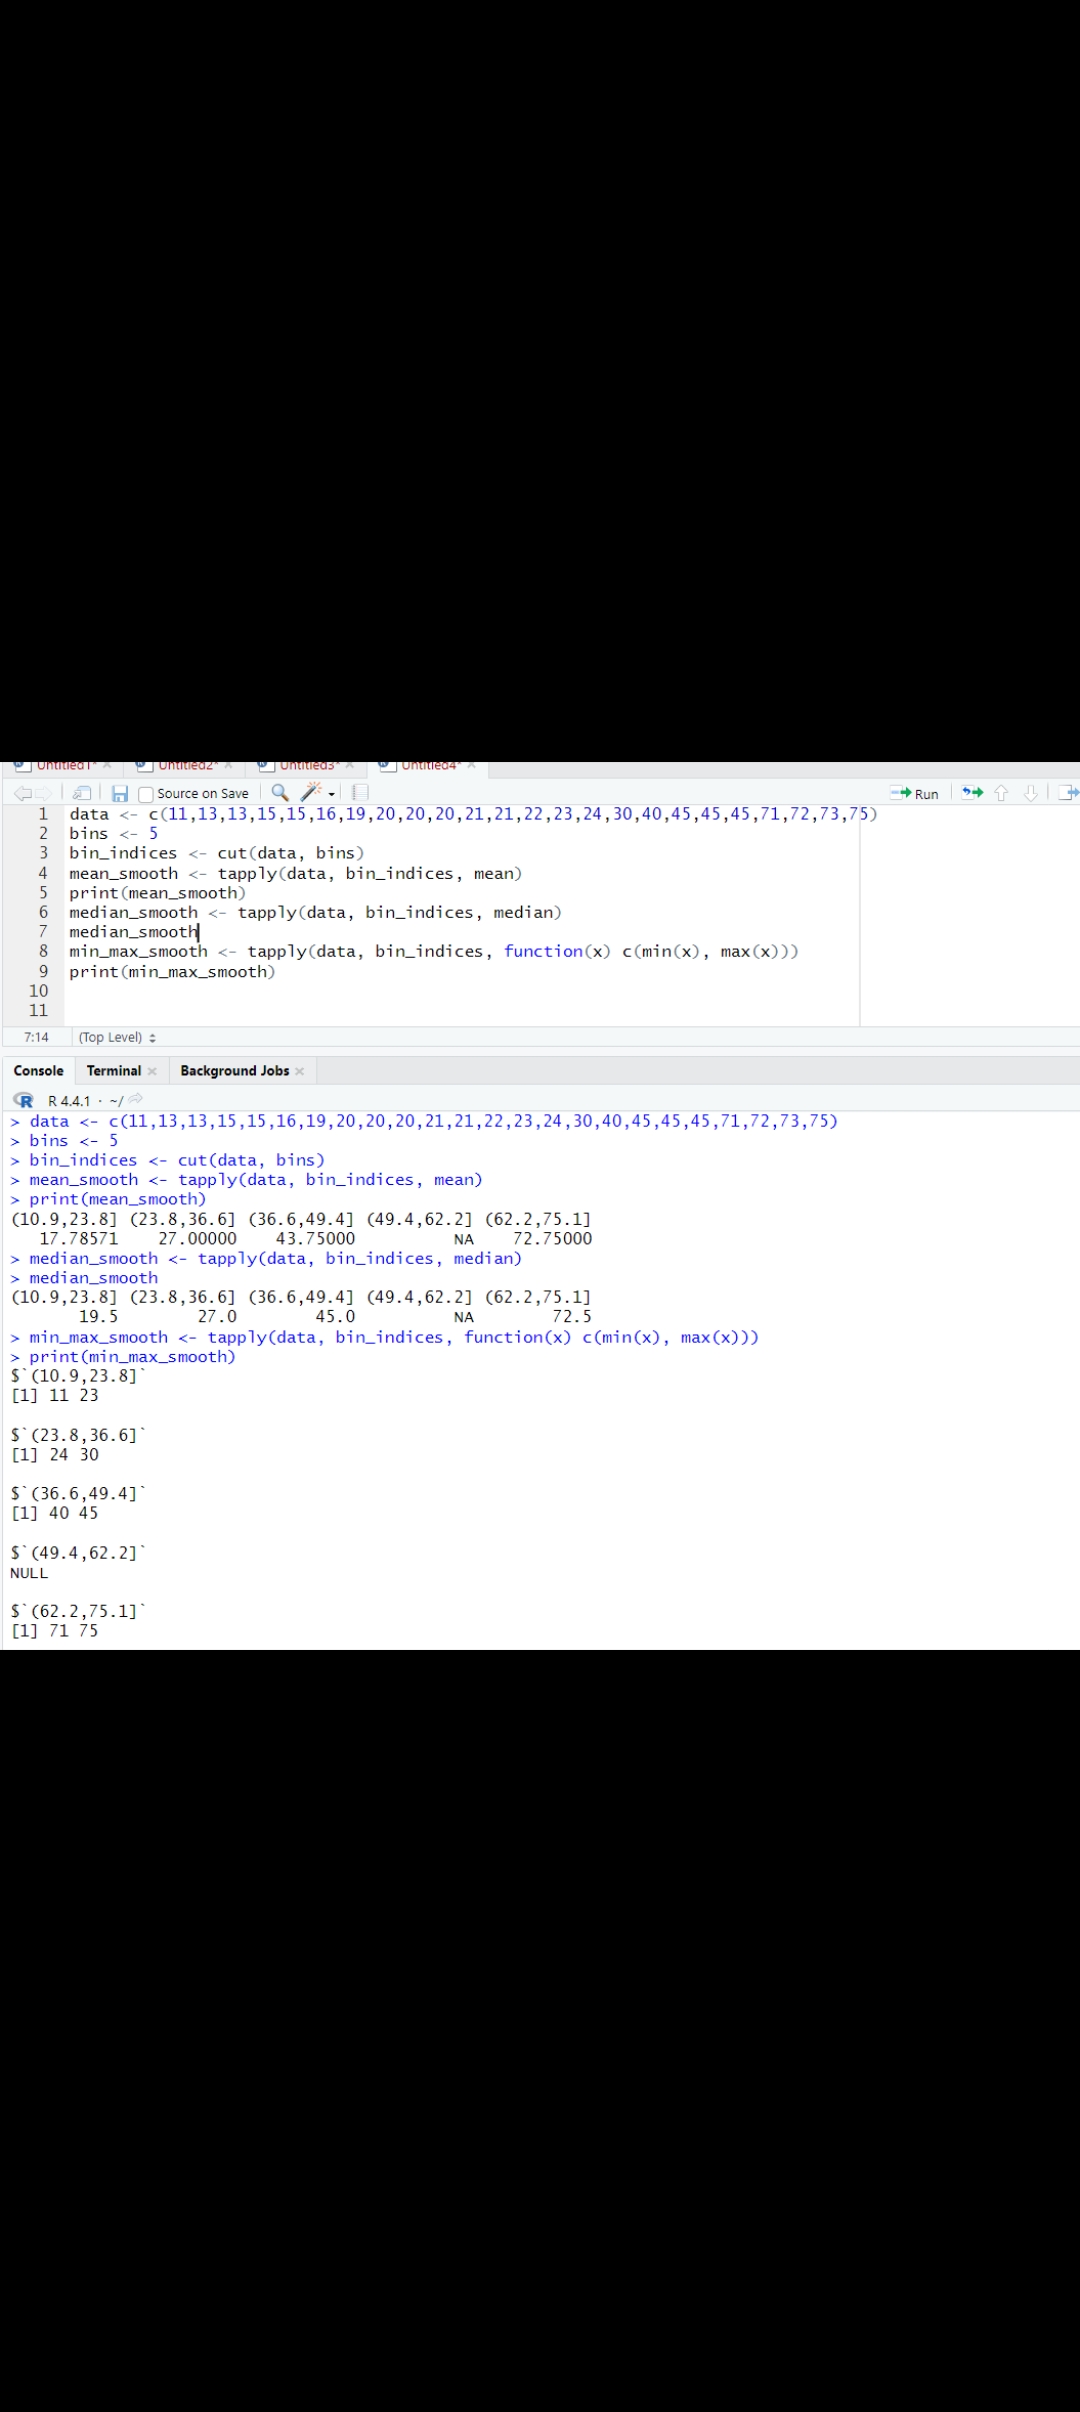 Untitled1* × Untitled2* × Untitled3* × Untitled4* ×
Source on Save Run
1 data <- c(11,13,13,15,15,16,19,20,20,20,21,21,22,23,24,30,40,45,45,45,71,72,73,75)
2 bins <- 5
3 bin_indices <- cut(data, bins)
4 mean_smooth <- tapply(data, bin_indices, mean)
5 print(mean_smooth)
6 median_smooth <- tapply(data, bin_indices, median)
7 median_smooth
8 min_max_smooth <- tapply(data, bin_indices, function(x) c(min(x), max(x)))
9 print(min_max_smooth)
10
11
7:14 (Top Level)
Console Terminal × Background Jobs ×
R R 4.4.1 · ~/
> data <- c(11,13,13,15,15,16,19,20,20,20,21,21,22,23,24,30,40,45,45,45,71,72,73,75)
> bins <- 5
> bin_indices <- cut(data, bins)
> mean_smooth <- tapply(data, bin_indices, mean)
> print(mean_smooth)
(10.9,23.8] (23.8,36.6] (36.6,49.4] (49.4,62.2] (62.2,75.1]
17.78571 27.00000 43.75000 NA 72.75000
> median_smooth <- tapply(data, bin_indices, median)
> median_smooth
(10.9,23.8] (23.8,36.6] (36.6,49.4] (49.4,62.2] (62.2,75.1]
19.5 27.0 45.0 NA 72.5
> min_max_smooth <- tapply(data, bin_indices, function(x) c(min(x), max(x)))
> print(min_max_smooth)
$`(10.9,23.8]`
[1] 11 23
$`(23.8,36.6]`
[1] 24 30
$`(36.6,49.4]`
[1] 40 45
$`(49.4,62.2]`
NULL
$`(62.2,75.1]`
[1] 71 75